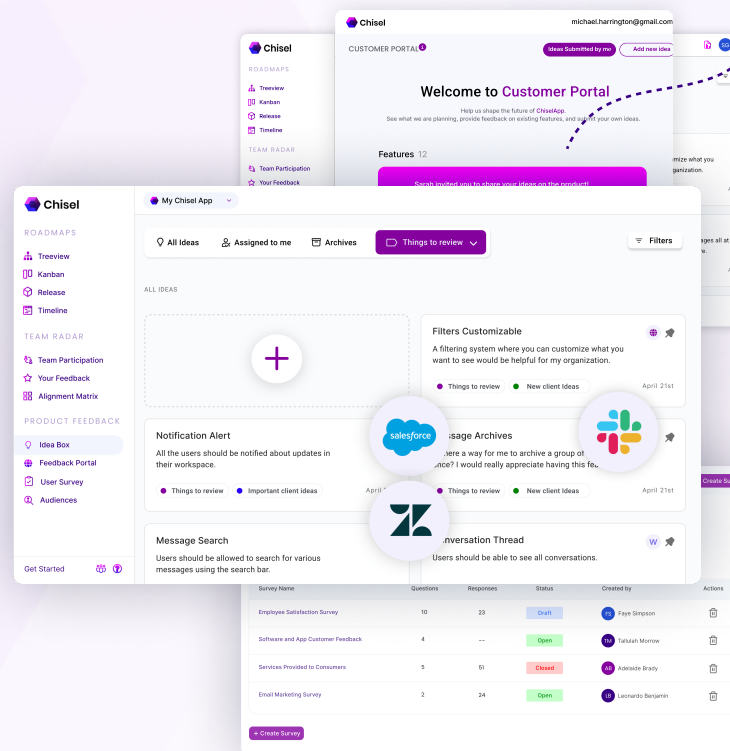 Chisel
michael.harrington@gmail.com
CUSTOMER PORTAL
Ideas Submitted by me
Add new idea
Chisel
SG
ROADMAPS
Treeview
Kanban
Release
Timeline
TEAM RADAR
Team Participation
Your Feedback
Welcome to Customer Portal
Help us shape the future of ChiselApp.
See what we are planning, provide feedback on existing features, and submit your own ideas.
Features 12
Sarah invited you to share your ideas on the product!
what you
Chisel
My Chisel App
ROADMAPS
Treeview
Kanban
Release
Timeline
TEAM RADAR
Team Participation
Your Feedback
Alignment Matrix
PRODUCT FEEDBACK
Idea Box
Feedback Portal
User Survey
Audiences
Get Started
All Ideas
Assigned to me
Archives
Things to review
Filters
ALL IDEAS
Filters Customizable
A filtering system where you can customize what you
want to see would be helpful for my organization.
Things to review
New client Ideas
April 21st
Notification Alert
All the users should be notified about updates in
their workspace.
Things to review
Important client ideas
salesforce
Archives
a way for me to archive a group of
I would really appreciate having this
Things to review
New client Ideas
April 21st
Message Search
Users should be allowed to search for various
messages using the search bar.
Thread
W
Users should be able to see all conversations.
all at
Create
Survey Name
Questions
Responses
Status
Created by
Actions
Employee Satisfaction Survey
10
23
Draft
FS
Faye Simpson
Software and App Customer Feedback
4
--
Open
TM
Tallulah Morrow
Services Provided to Consumers
5
51
Closed
AB
Adelaide Brady
Email Marketing Survey
2
24
Open
LB
Leonardo Benjamin
+ Create Survey